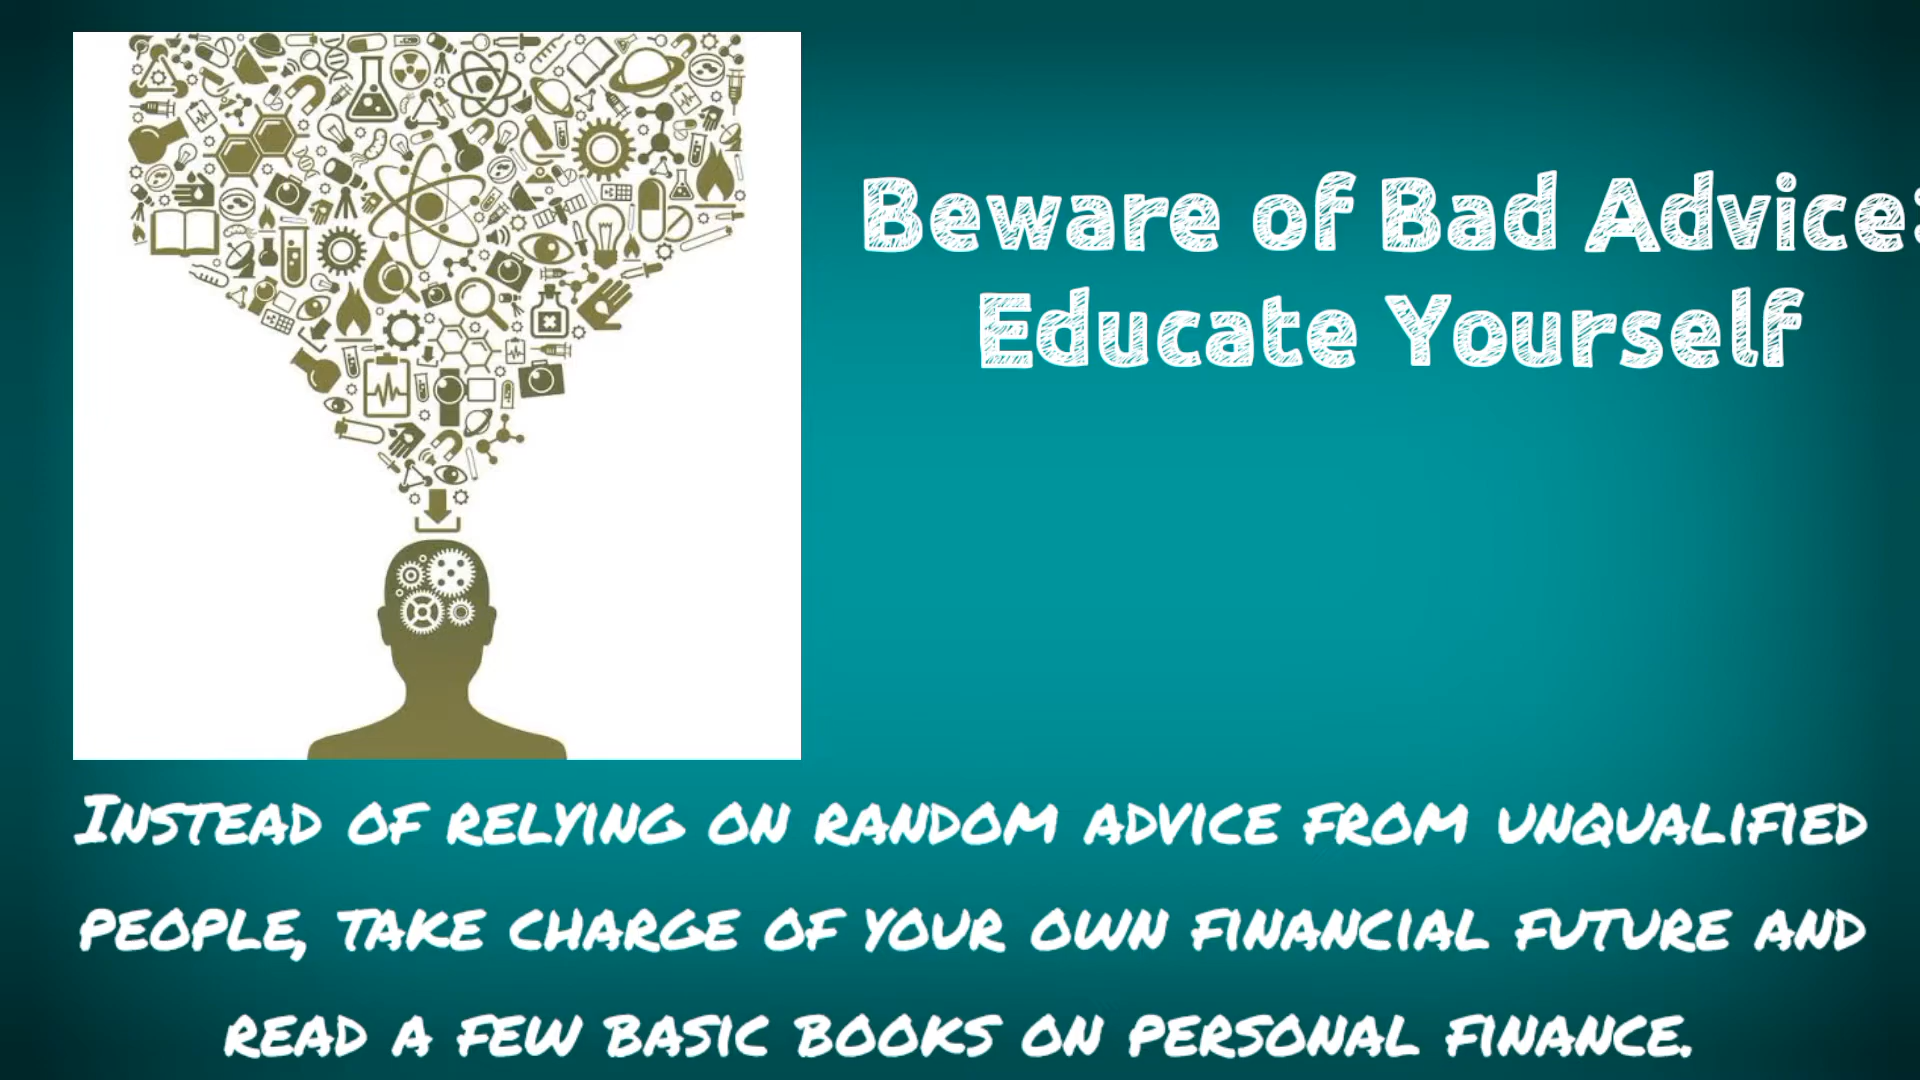 Beware of Bad Advice:
Educate Yourself
Instead of relying on random advice from unqualified
people, take charge of your own financial future and
read a few basic books on personal finance.